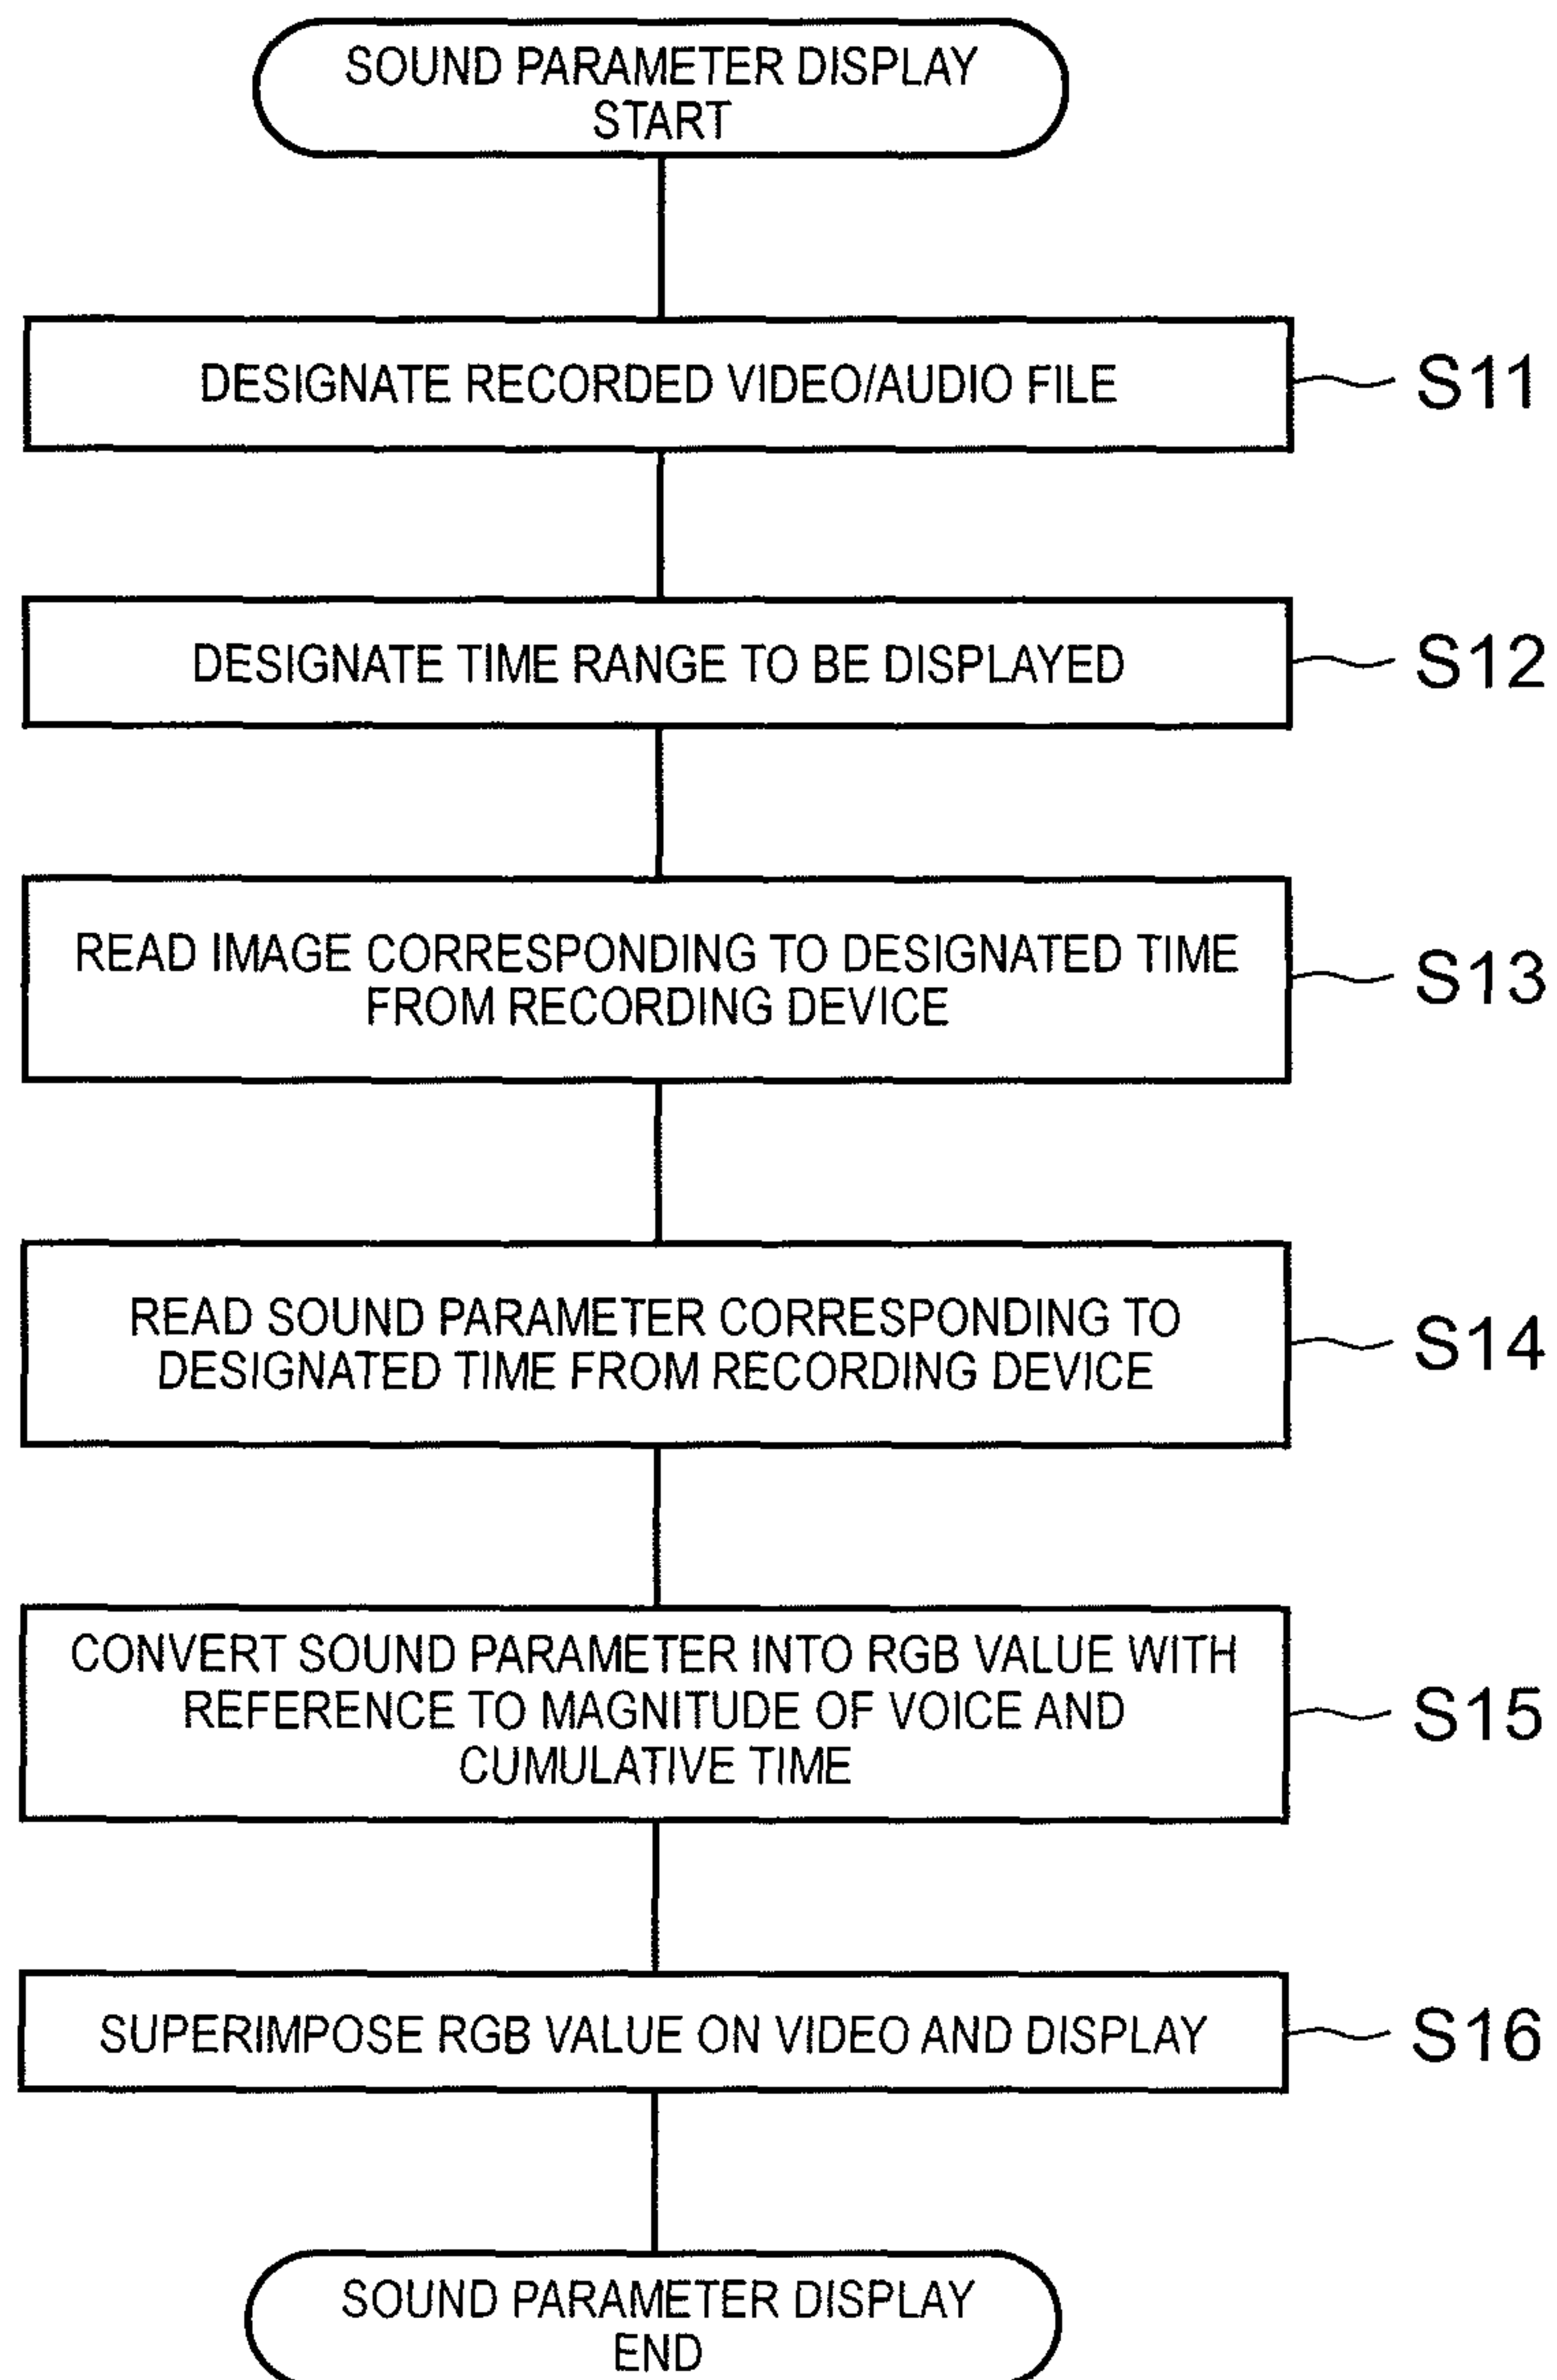 SOUND PARAMETER DISPLAY
START
DESIGNATE RECORDED VIDEO/AUDIO FILE
S11
DESIGNATE TIME RANGE TO BE DISPLAYED
S12
READ IMAGE CORRESPONDING TO DESIGNATED TIME
FROM RECORDING DEVICE
S13
READ SOUND PARAMETER CORRESPONDING TO
DESIGNATED TIME FROM RECORDING DEVICE
S14
CONVERT SOUND PARAMETER INTO RGB VALUE WITH
REFERENCE TO MAGNITUDE OF VOICE AND
CUMULATIVE TIME
S15
SUPERIMPOSE RGB VALUE ON VIDEO AND DISPLAY
S16
SOUND PARAMETER DISPLAY
END